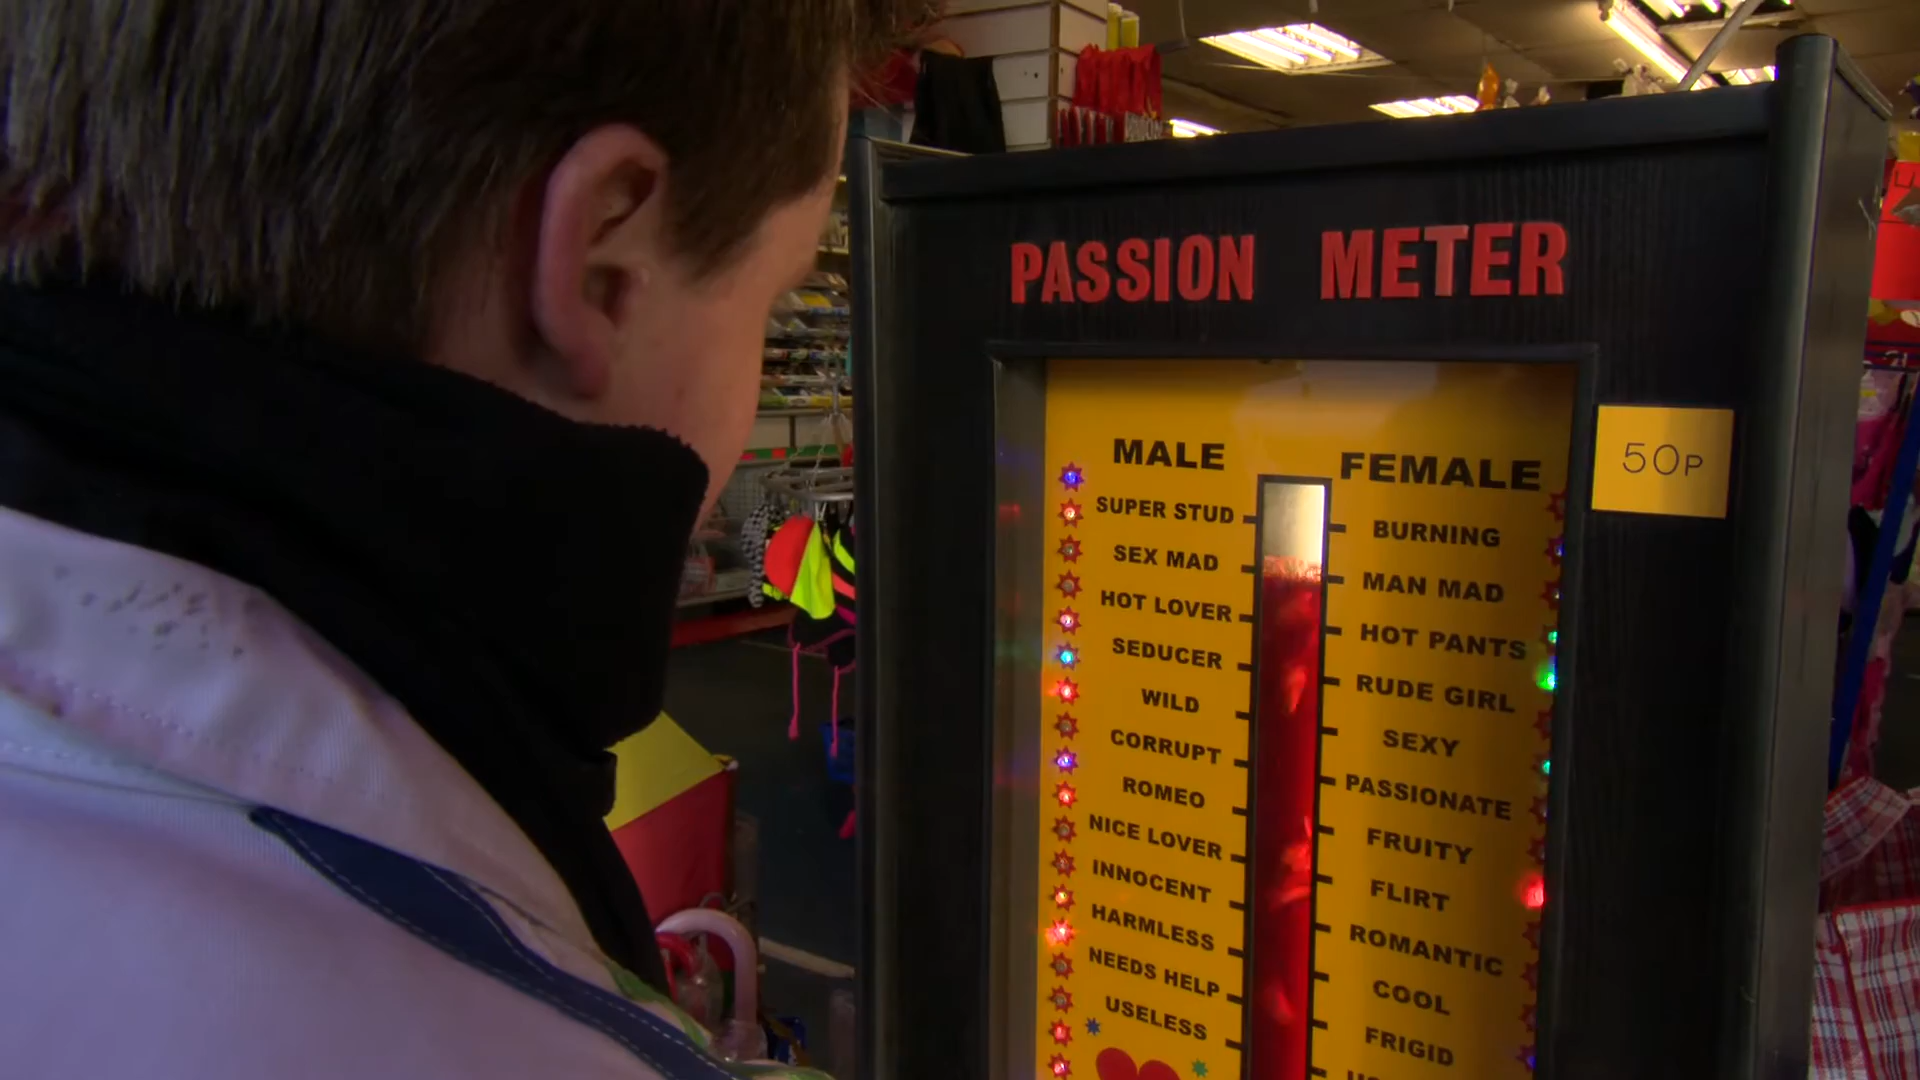 PASSION METER
50P
MALE
SUPER STUD
SEX MAD
HOT LOVER
SEDUCER
WILD
CORRUPT
ROMEO
NICE LOVER
INNOCENT
HARMLESS
NEEDS HELP
USELESS
FEMALE
BURNING
MAN MAD
HOT PANTS
RUDE GIRL
SEXY
PASSIONATE
FRUITY
FLIRT
ROMANTIC
COOL
FRIGID